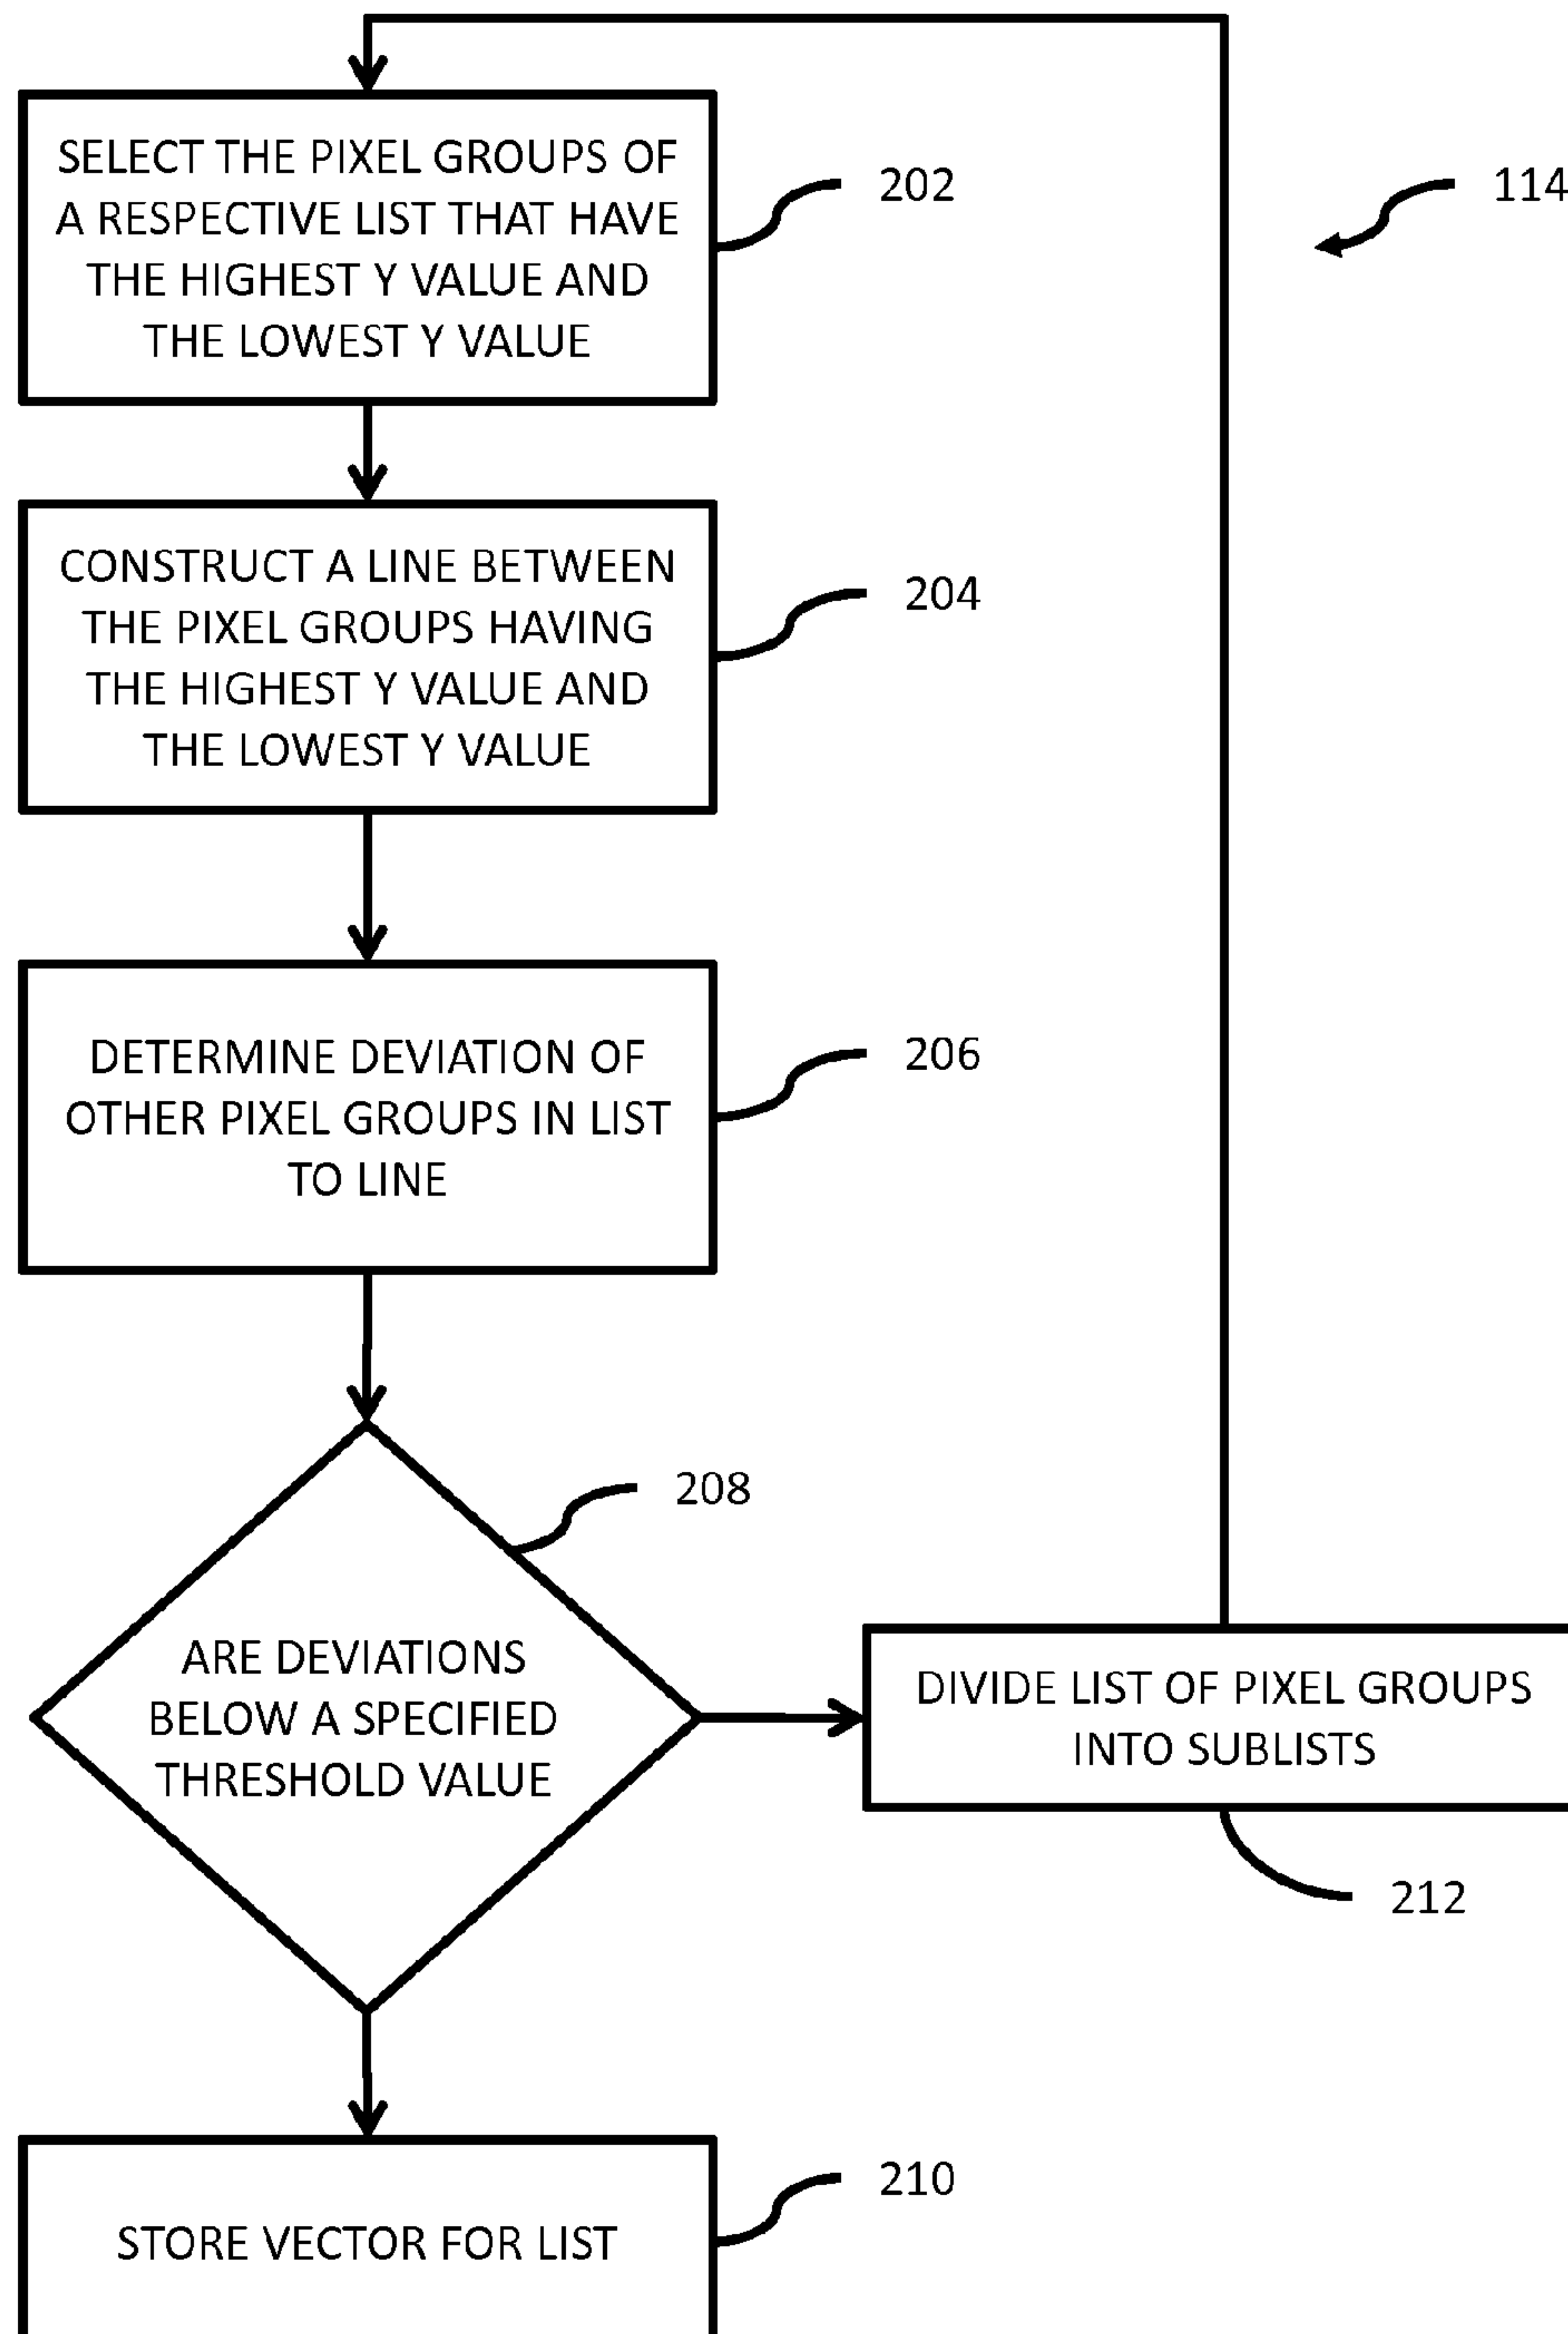 SELECT THE PIXEL GROUPS OF
A RESPECTIVE LIST THAT HAVE
THE HIGHEST Y VALUE AND
THE LOWEST Y VALUE
202
114
CONSTRUCT A LINE BETWEEN
THE PIXEL GROUPS HAVING
THE HIGHEST Y VALUE AND
THE LOWEST Y VALUE
204
DETERMINE DEVIATION OF
OTHER PIXEL GROUPS IN LIST
TO LINE
206
208
ARE DEVIATIONS
BELOW A SPECIFIED
THRESHOLD VALUE
DIVIDE LIST OF PIXEL GROUPS
INTO SUBLISTS
212
210
STORE VECTOR FOR LIST